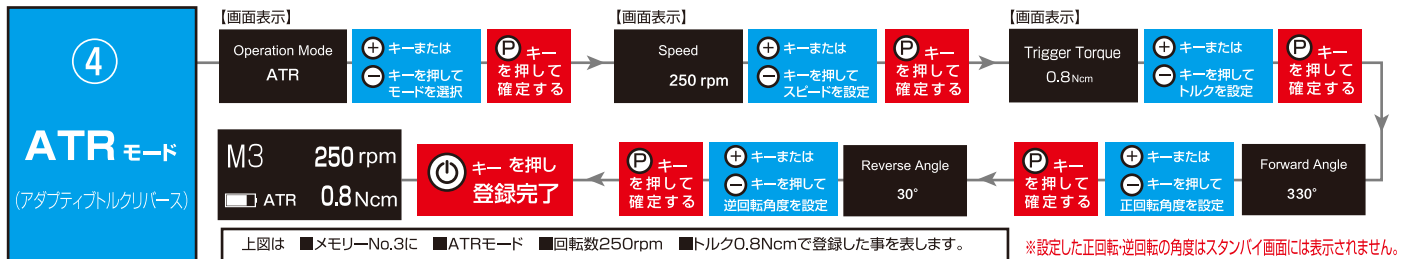 ④
ATR モード
(アダプティブトルクリバース)
【画面表示】
Operation Mode
ATR
⊕ キーまたは
⊖ キーを押して
モードを選択
Ⓟ キー
を押して
確定する
【画面表示】
Speed
250 rpm
⊕ キーまたは
⊖ キーを押して
スピードを設定
Ⓟ キー
を押して
確定する
【画面表示】
Trigger Torque
0.8Ncm
⊕ キーまたは
⊖ キーを押して
トルクを設定
Ⓟ キー
を押して
確定する
Forward Angle
330°
⊕ キーまたは
⊖ キーを押して
正回転角度を設定
Ⓟ キー
を押して
確定する
Reverse Angle
30°
⊕ キーまたは
⊖ キーを押して
逆回転角度を設定
Ⓟ キー
を押して
確定する
キー を押し
登録完了
M3 250 rpm
ATR 0.8 Ncm
上図は ■メモリーNo.3に ■ATRモード ■回転数250rpm ■トルク0.8Ncmで登録した事を表します。
※設定した正回転・逆回転の角度はスタンバイ画面には表示されません。